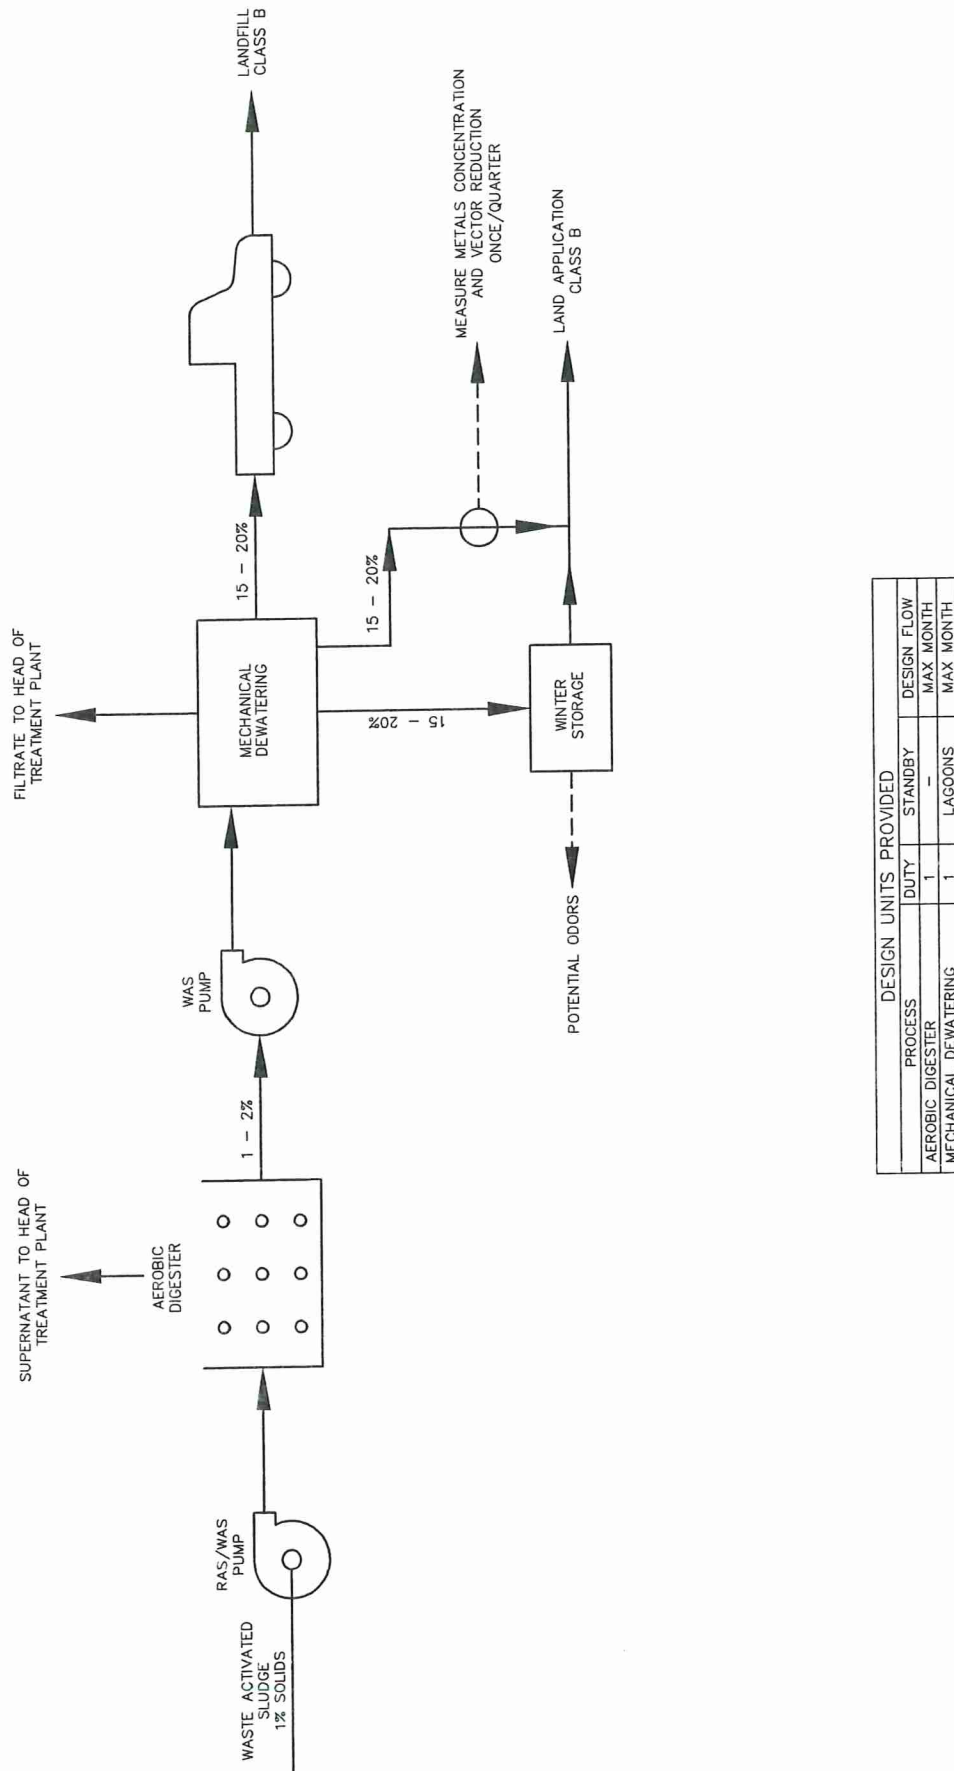 SUPERNATANT TO HEAD OF
TREATMENT PLANT
FILTRATE TO HEAD OF
TREATMENT PLANT
WASTE ACTIVATED
SLUDGE
1% SOLIDS
RAS/WAS
PUMP
AEROBIC
DIGESTER
1 - 2%
WAS
PUMP
MECHANICAL
DEWATERING
15 - 20%
LANDFILL
CLASS B
15 - 20%
15 - 20%
MEASURE METALS CONCENTRATION
AND VECTOR REDUCTION
ONCE/QUARTER
POTENTIAL ODORS
WINTER
STORAGE
LAND APPLICATION
CLASS B
DESIGN UNITS PROVIDED
PROCESS DUTY STANDBY DESIGN FLOW
AEROBIC DIGESTER 1 - MAX MONTH
MECHANICAL DEWATERING 1 LAGOONS MAX MONTH